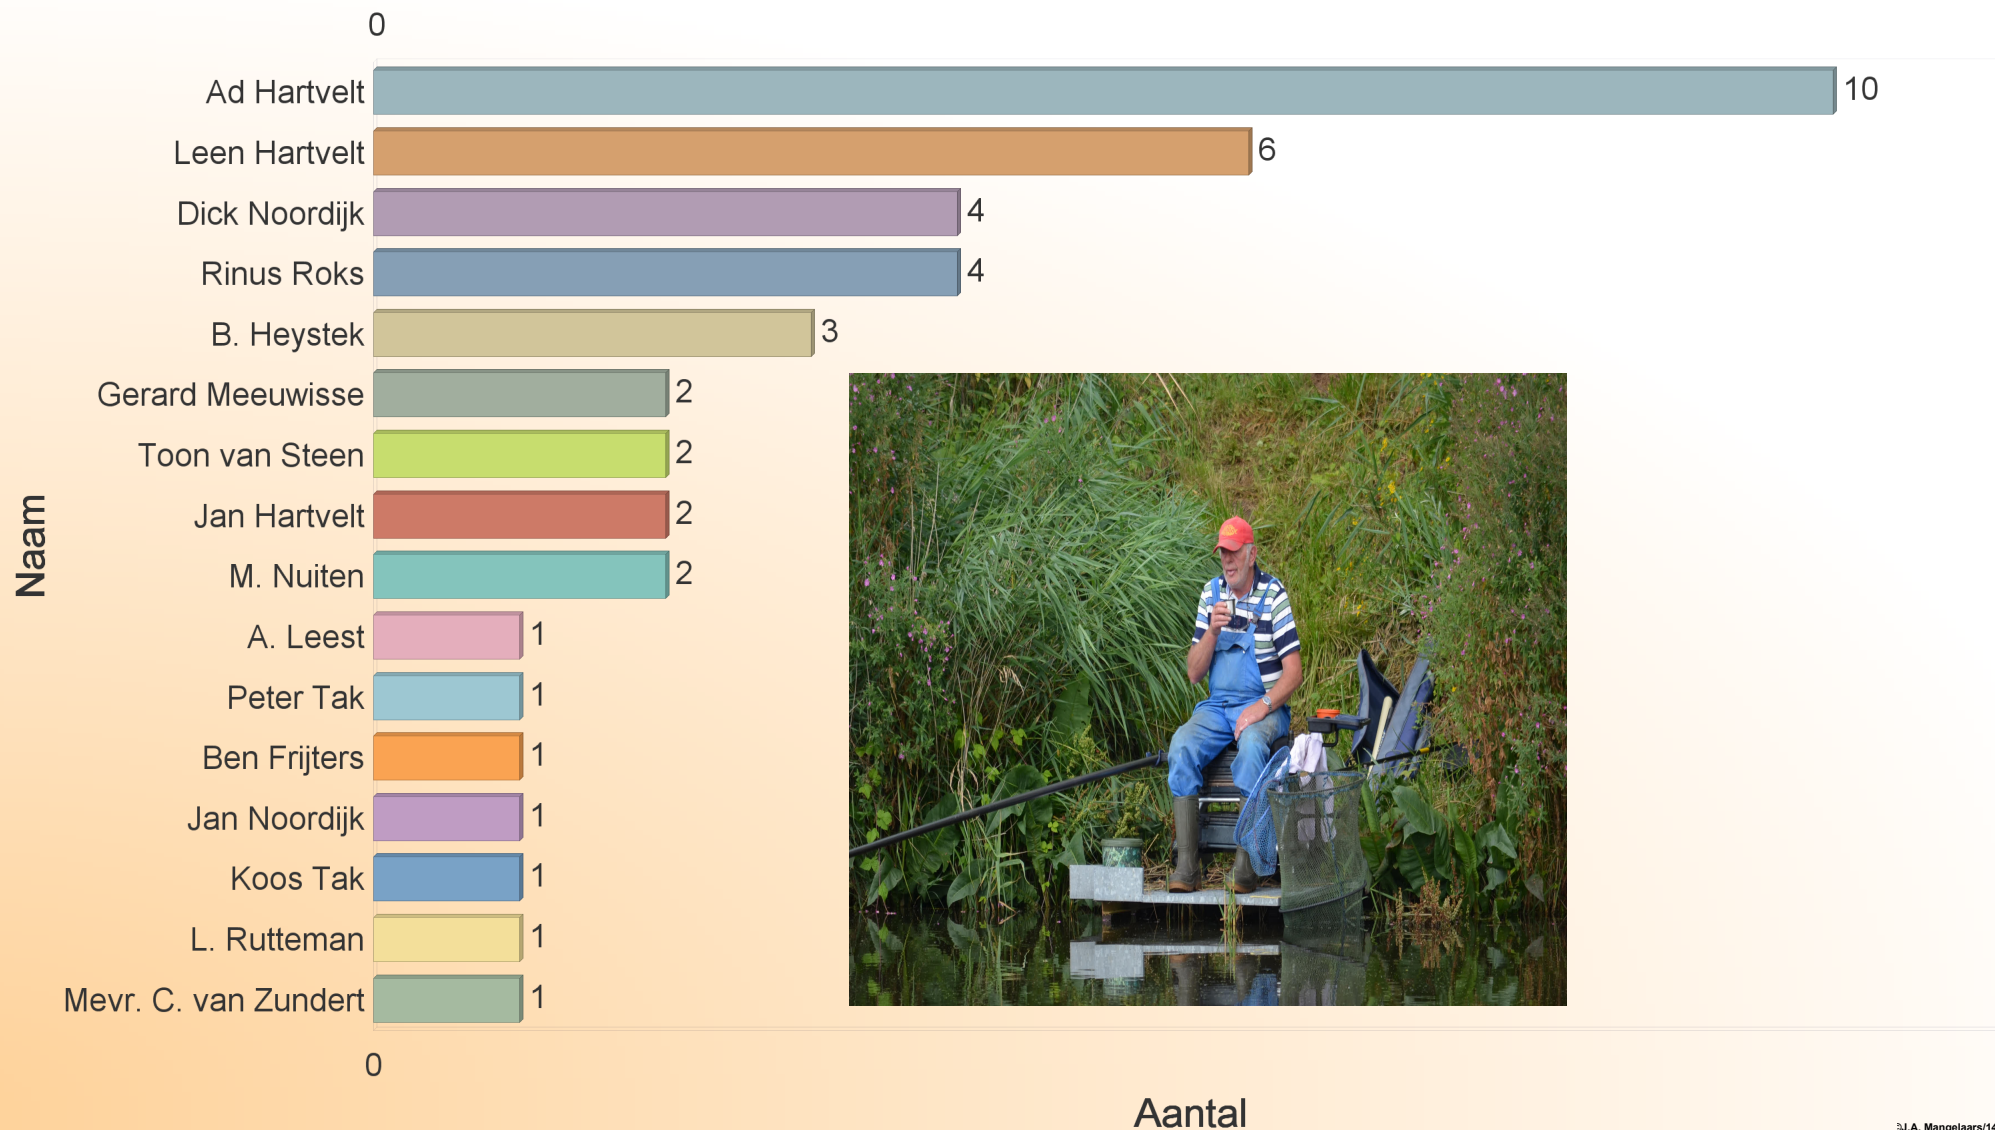 0
Ad Hartvelt 10
Leen Hartvelt 6
Dick Noordijk 4
Rinus Roks 4
B. Heystek 3
Gerard Meeuwisse 2
Toon van Steen 2
Jan Hartvelt 2
M. Nuiten 2
A. Leest 1
Peter Tak 1
Ben Frijters 1
Jan Noordijk 1
Koos Tak 1
L. Rutteman 1
Mevr. C. van Zundert 1
Naam
0
Aantal
J.A. Mangelaars/14